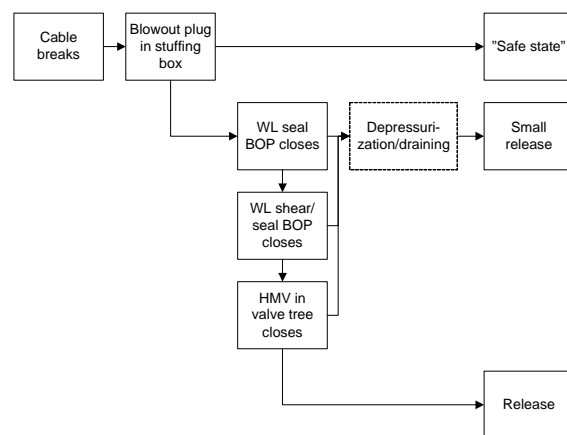 Cable
breaks
Blowout plug
in stuffing
box
”Safe state”
WL seal
BOP closes
Depressuri-
zation/draining
Small
release
WL shear/
seal BOP
closes
HMV in
valve tree
closes
Release